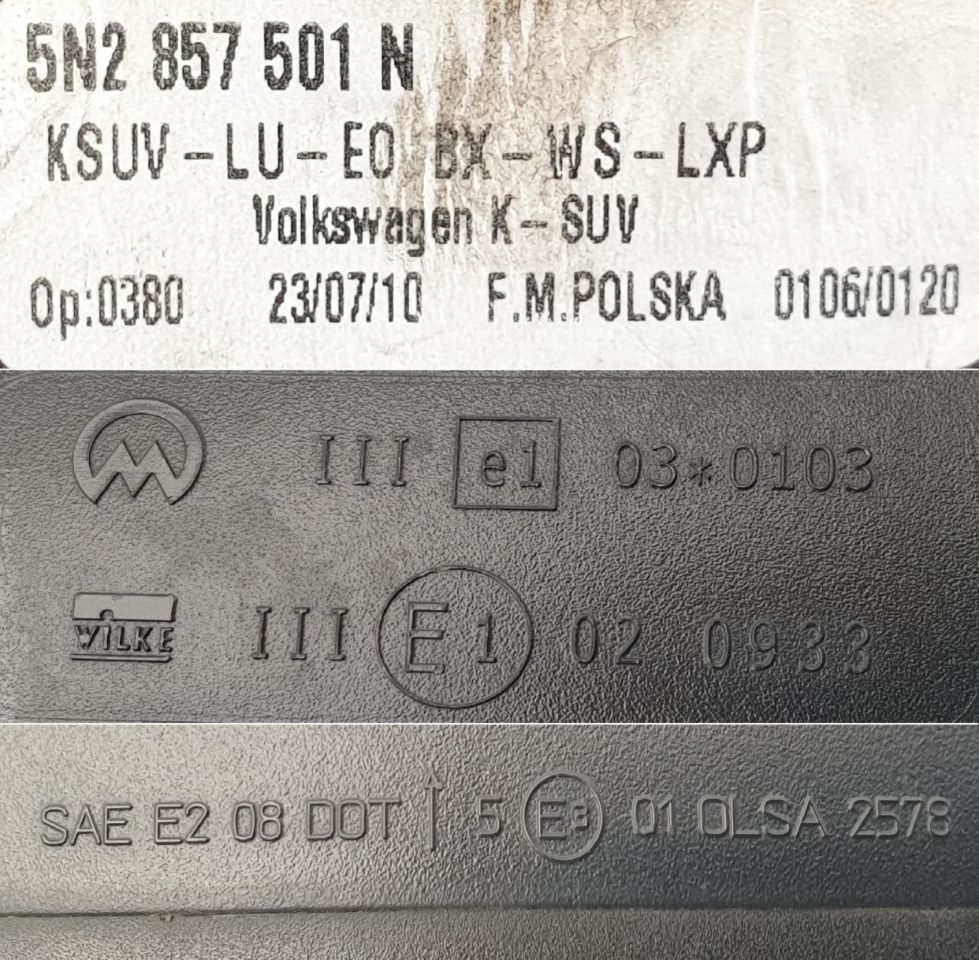 5N2 857 501 N
KSUV-LU-EO BX-WS-LXP
Volkswagen K-SUV
Op:0380 23/07/10 F.M.POLSKA 0106/0120
III e1 03*0103
WILKE III E1 02 0933
SAE E2 08 DOT ↑ 5 E3 01 OLSA 2578